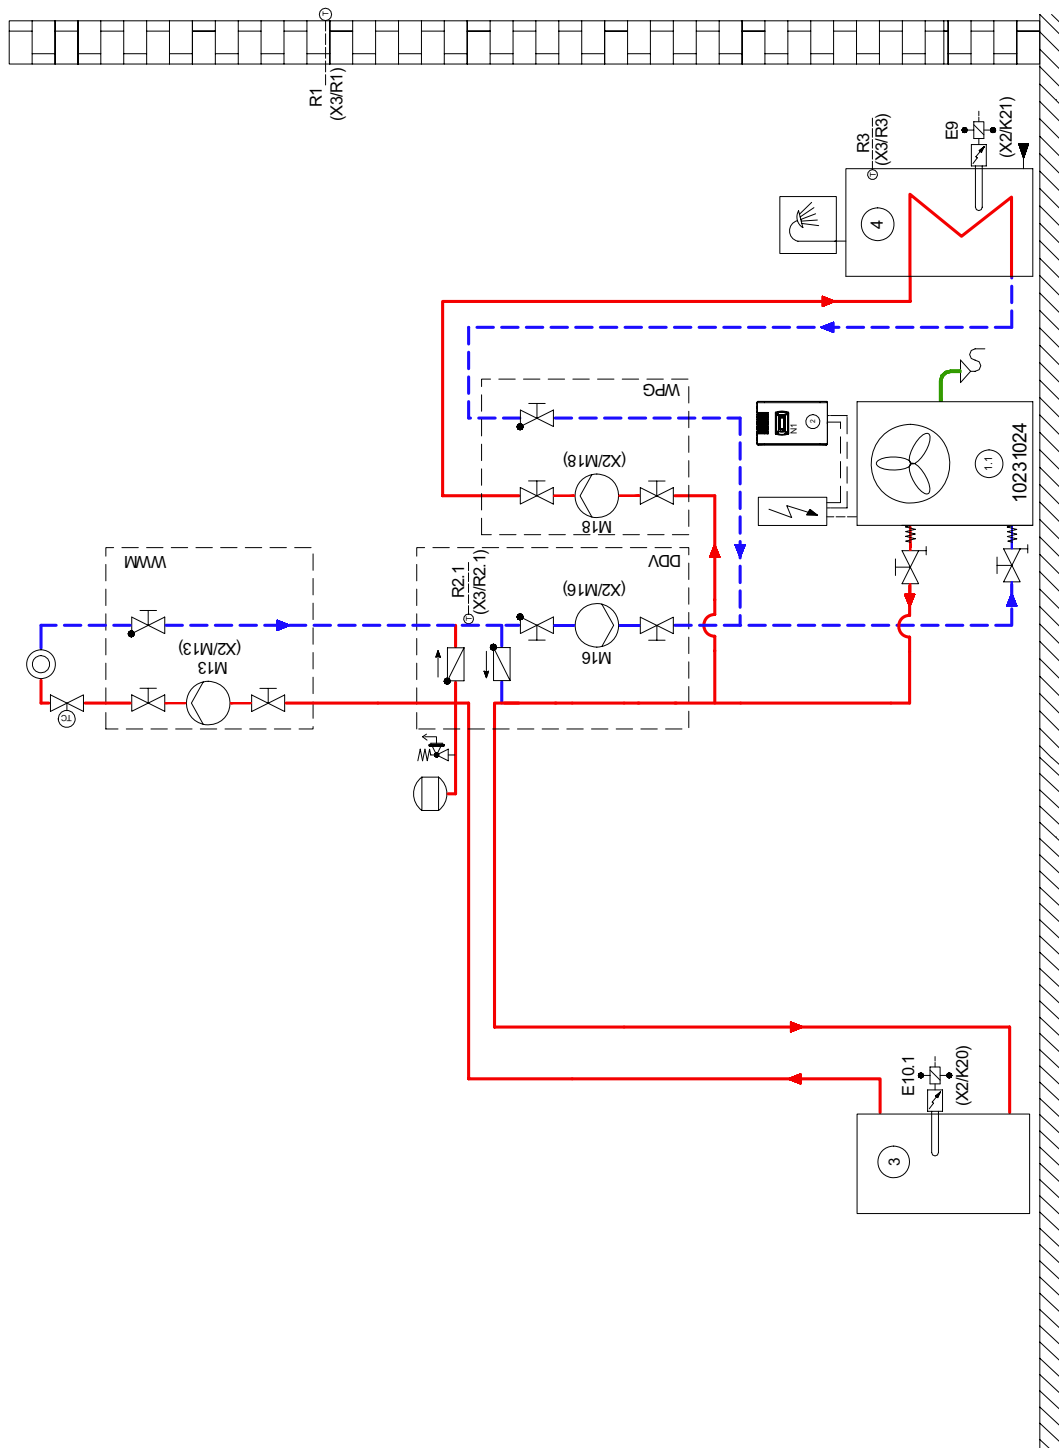 T
R1
(X3/R1)
E9
(X2/K21)
R3
(X3/R3)
T
4
WPG
M18
(X2/M18)
N1
2
1.1
10231024
WWM
M13
(X2/M13)
TC
DDV
R2.1
(X3/R2.1)
T
M16
(X2/M16)
E10.1
(X2/K20)
3